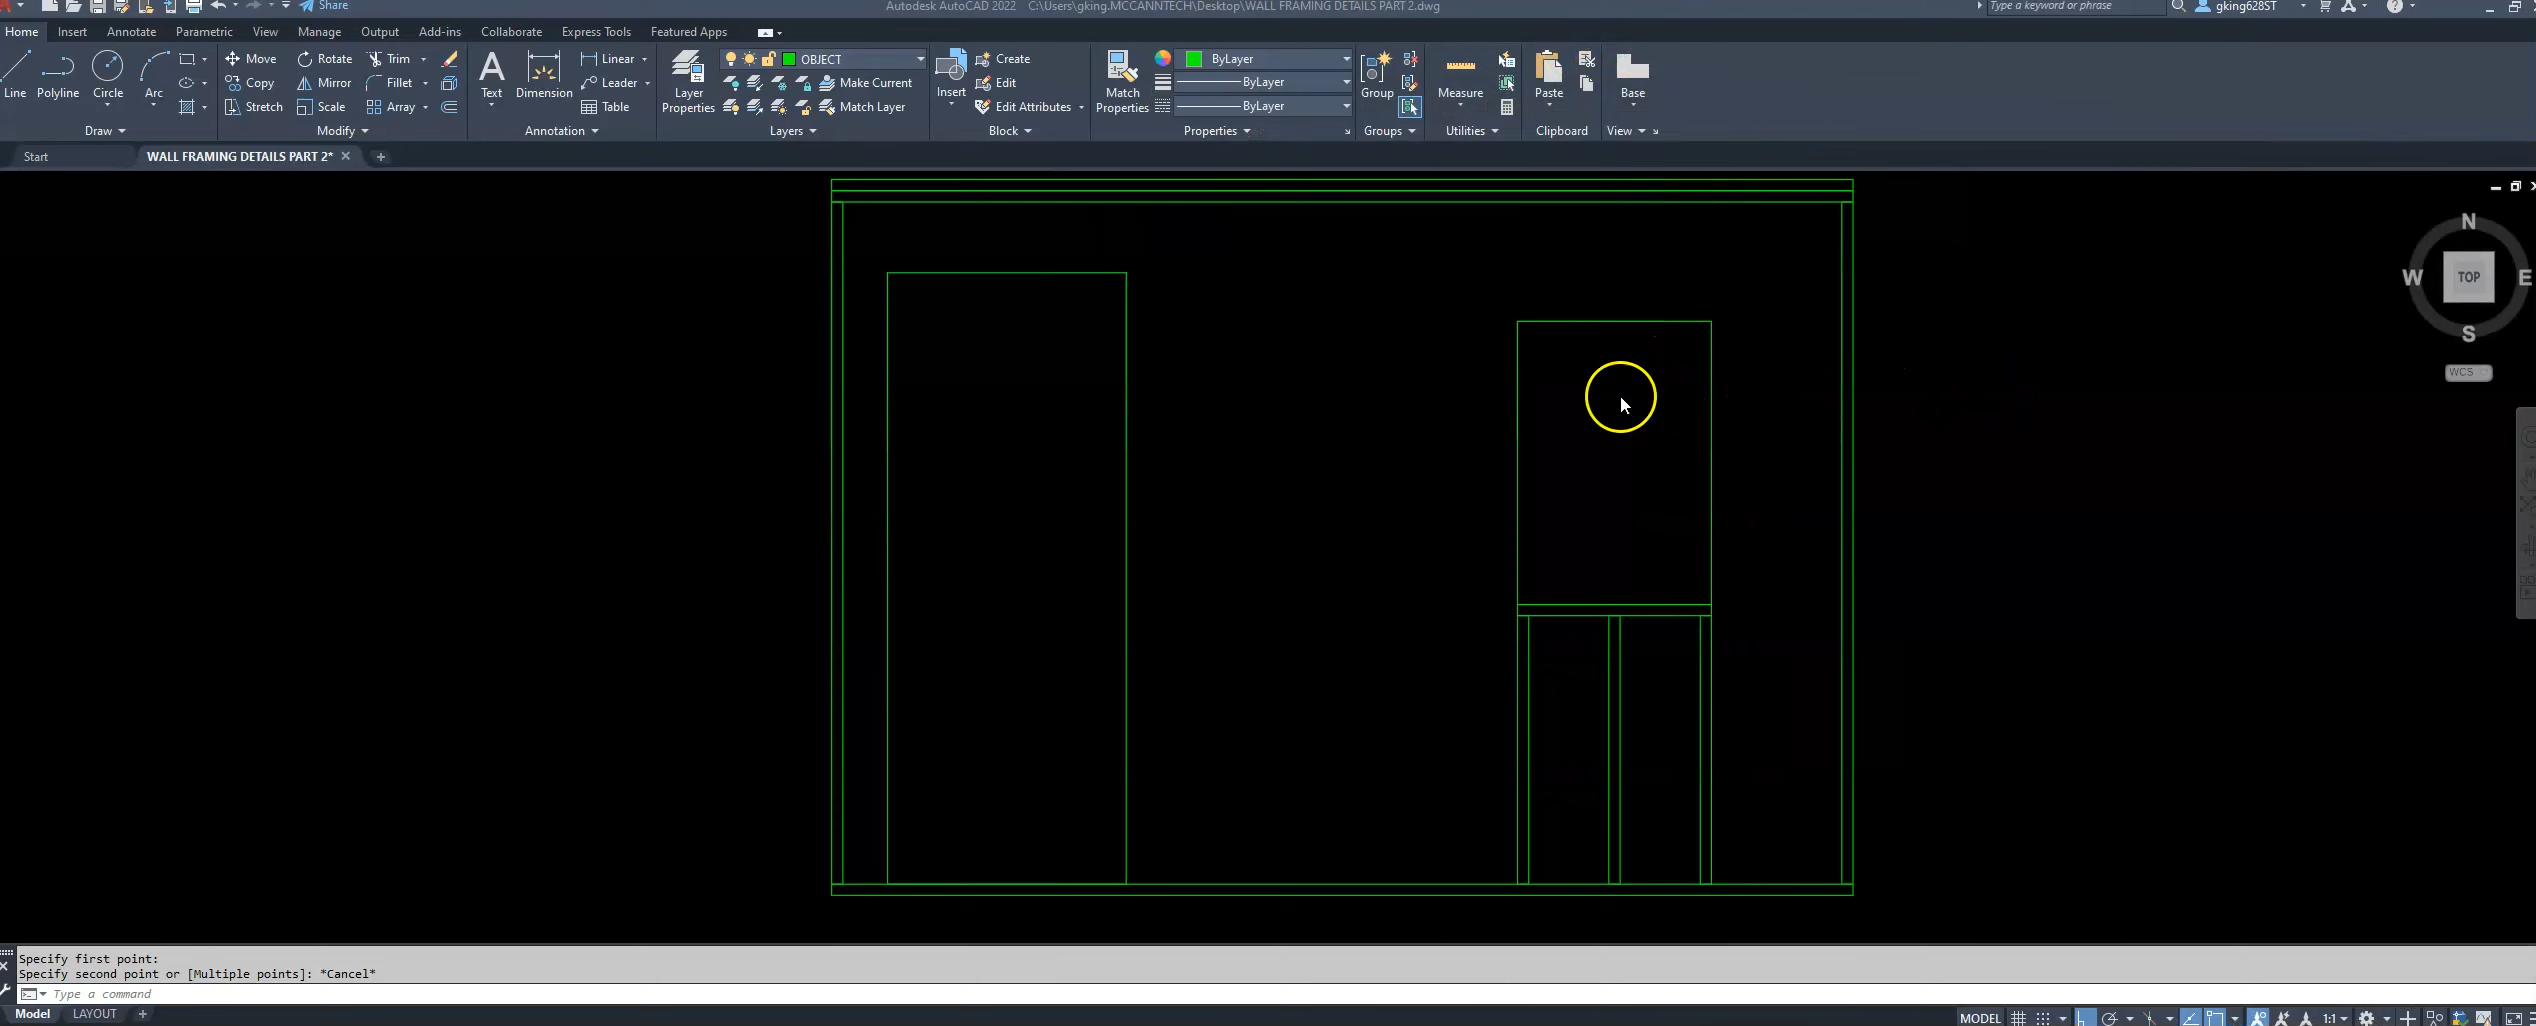 Share
Autodesk AutoCAD 2022 C:\Users\gking.MCCANNTECH\Desktop\WALL FRAMING DETAILS PART 2.dwg
Type a keyword or phrase
gking628ST
Home Insert Annotate Parametric View Manage Output Add-ins Collaborate Express Tools Featured Apps
Line Polyline Circle Arc
Move Rotate Trim
Copy Mirror Fillet
Stretch Scale Array
Text Dimension
Linear
Leader
Table
Layer Properties
OBJECT
Make Current
Match Layer
Insert
Create
Edit
Edit Attributes
Match Properties
ByLayer
ByLayer
ByLayer
Group
Measure
Paste
Base
Draw Modify Annotation Layers Block Properties Groups Utilities Clipboard View
Start WALL FRAMING DETAILS PART 2*
N
W TOP E
S
WCS
Specify first point:
Specify second point or [Multiple points]: *Cancel*
Type a command
Model LAYOUT
MODEL 1:1